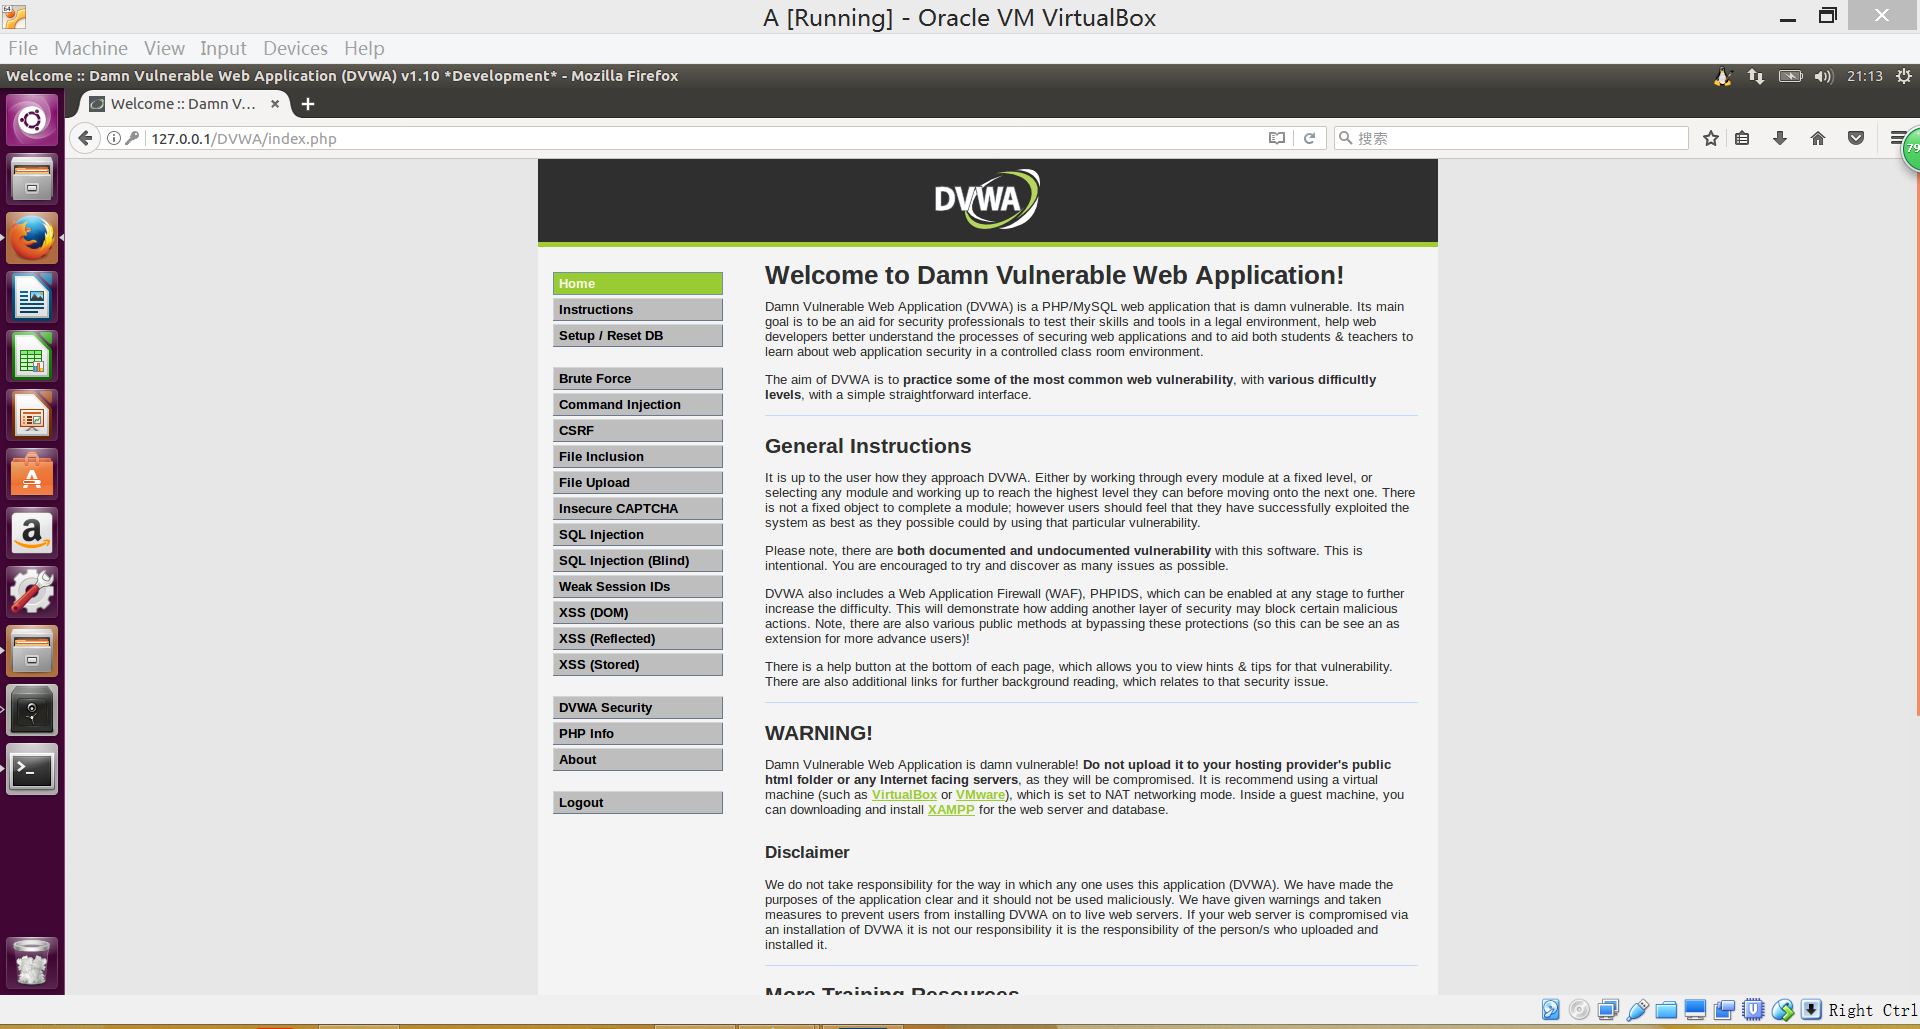 A [Running] - Oracle VM VirtualBox
File Machine View Input Devices Help
Welcome :: Damn Vulnerable Web Application (DVWA) v1.10 *Development* - Mozilla Firefox
21:13
Welcome :: Damn V...
127.0.0.1/DVWA/index.php
搜索
79
DVWA
Home
Instructions
Setup / Reset DB
Brute Force
Command Injection
CSRF
File Inclusion
File Upload
Insecure CAPTCHA
SQL Injection
SQL Injection (Blind)
Weak Session IDs
XSS (DOM)
XSS (Reflected)
XSS (Stored)
DVWA Security
PHP Info
About
Logout
Welcome to Damn Vulnerable Web Application!
Damn Vulnerable Web Application (DVWA) is a PHP/MySQL web application that is damn vulnerable. Its main
goal is to be an aid for security professionals to test their skills and tools in a legal environment, help web
developers better understand the processes of securing web applications and to aid both students & teachers to
learn about web application security in a controlled class room environment.
The aim of DVWA is to practice some of the most common web vulnerability, with various difficultly
levels, with a simple straightforward interface.
General Instructions
It is up to the user how they approach DVWA. Either by working through every module at a fixed level, or
selecting any module and working up to reach the highest level they can before moving onto the next one. There
is not a fixed object to complete a module; however users should feel that they have successfully exploited the
system as best as they possible could by using that particular vulnerability.
Please note, there are both documented and undocumented vulnerability with this software. This is
intentional. You are encouraged to try and discover as many issues as possible.
DVWA also includes a Web Application Firewall (WAF), PHPIDS, which can be enabled at any stage to further
increase the difficulty. This will demonstrate how adding another layer of security may block certain malicious
actions. Note, there are also various public methods at bypassing these protections (so this can be see an as
extension for more advance users)!
There is a help button at the bottom of each page, which allows you to view hints & tips for that vulnerability.
There are also additional links for further background reading, which relates to that security issue.
WARNING!
Damn Vulnerable Web Application is damn vulnerable! Do not upload it to your hosting provider's public
html folder or any Internet facing servers, as they will be compromised. It is recommend using a virtual
machine (such as VirtualBox or VMware), which is set to NAT networking mode. Inside a guest machine, you
can downloading and install XAMPP for the web server and database.
Disclaimer
We do not take responsibility for the way in which any one uses this application (DVWA). We have made the
purposes of the application clear and it should not be used maliciously. We have given warnings and taken
measures to prevent users from installing DVWA on to live web servers. If your web server is compromised via
an installation of DVWA it is not our responsibility it is the responsibility of the person/s who uploaded and
installed it.
More Training Resources
Right Ctrl